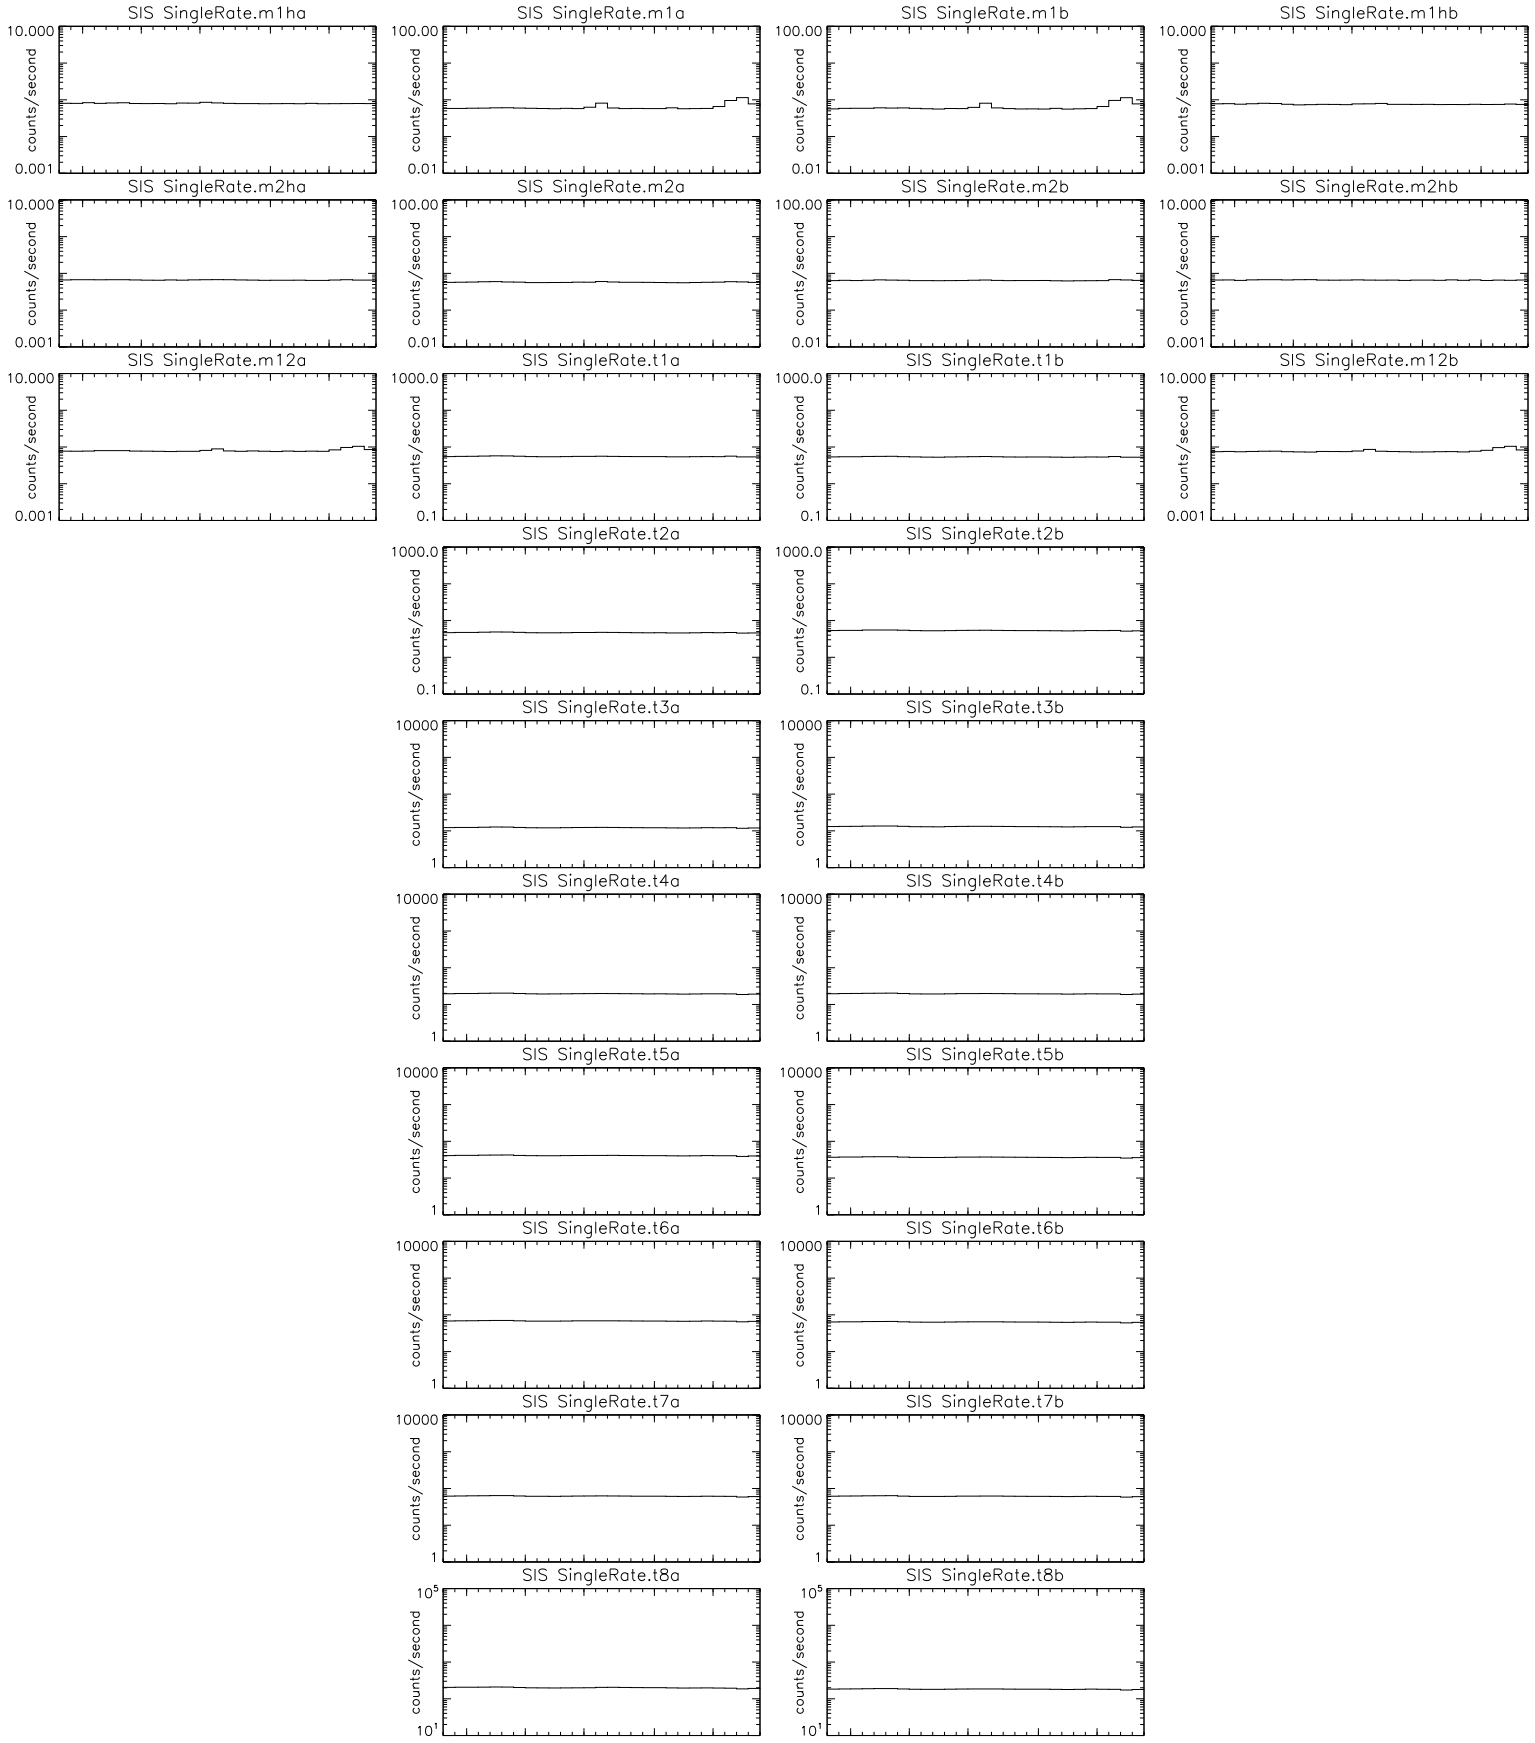 SIS SingleRate.m1ha
10.000
counts/second
0.001
SIS SingleRate.m1a
100.00
counts/second
0.01
SIS SingleRate.m1b
100.00
counts/second
0.01
SIS SingleRate.m1hb
10.000
counts/second
0.001
SIS SingleRate.m2ha
10.000
counts/second
0.001
SIS SingleRate.m2a
100.00
counts/second
0.01
SIS SingleRate.m2b
100.00
counts/second
0.01
SIS SingleRate.m2hb
10.000
counts/second
0.001
SIS SingleRate.m12a
10.000
counts/second
0.001
SIS SingleRate.t1a
1000.0
counts/second
0.1
SIS SingleRate.t1b
1000.0
counts/second
0.1
SIS SingleRate.m12b
10.000
counts/second
0.001
SIS SingleRate.t2a
1000.0
counts/second
0.1
SIS SingleRate.t2b
1000.0
counts/second
0.1
SIS SingleRate.t3a
10000
counts/second
1
SIS SingleRate.t3b
10000
counts/second
1
SIS SingleRate.t4a
10000
counts/second
1
SIS SingleRate.t4b
10000
counts/second
1
SIS SingleRate.t5a
10000
counts/second
1
SIS SingleRate.t5b
10000
counts/second
1
SIS SingleRate.t6a
10000
counts/second
1
SIS SingleRate.t6b
10000
counts/second
1
SIS SingleRate.t7a
10000
counts/second
1
SIS SingleRate.t7b
10000
counts/second
1
SIS SingleRate.t8a
10⁵
counts/second
10¹
SIS SingleRate.t8b
10⁵
counts/second
10¹